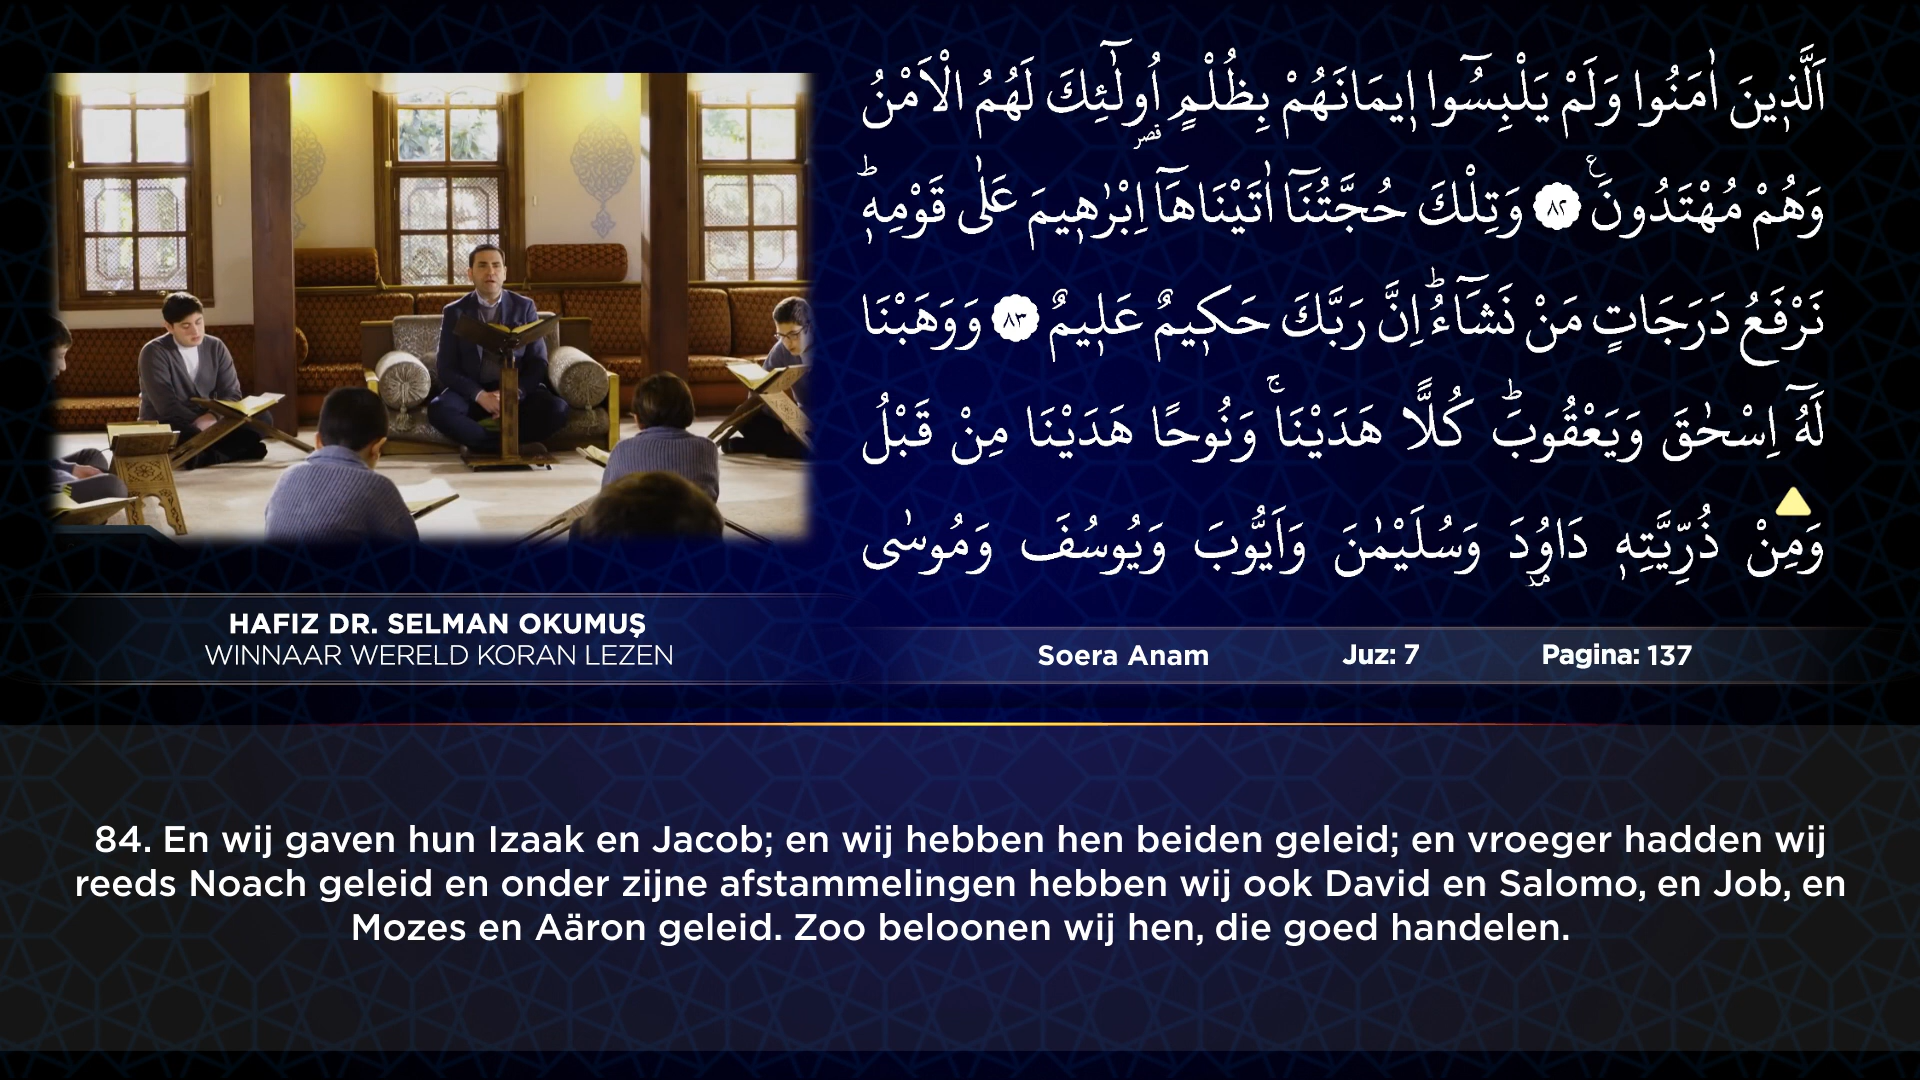 اَلَّذ۪ينَ اٰمَنُوا وَلَمْ يَلْبِسُٓوا ا۪يمَانَهُمْ بِظُلْمٍ اُو۬لٰٓئِكَ لَهُمُ الْاَمْنُ
وَهُمْ مُهْتَدُونَ۟ ﴿٨٢﴾ وَتِلْكَ حُجَّتُنَٓا اٰتَيْنَاهَٓا اِبْرٰه۪يمَ عَلٰى قَوْمِه۪ۜ
نَرْفَعُ دَرَجَاتٍ مَنْ نَشَٓاءُۜ اِنَّ رَبَّكَ حَك۪يمٌ عَل۪يمٌ ﴿٨٣﴾ وَوَهَبْنَا
لَهُٓ اِسْحٰقَ وَيَعْقُوبَۜ كُلًّا هَدَيْنَاۚ وَنُوحًا هَدَيْنَا مِنْ قَبْلُ
وَمِنْ ذُرِّيَّتِه۪ دَاوُ۫دَ وَسُلَيْمٰنَ وَاَيُّوبَ وَيُوسُفَ وَمُوسٰى
HAFIZ DR. SELMAN OKUMUŞ
WINNAAR WERELD KORAN LEZEN
Soera Anam Juz: 7 Pagina: 137
84. En wij gaven hun Izaak en Jacob; en wij hebben hen beiden geleid; en vroeger hadden wij
reeds Noach geleid en onder zijne afstammelingen hebben wij ook David en Salomo, en Job, en
Mozes en Aäron geleid. Zoo beloonen wij hen, die goed handelen.